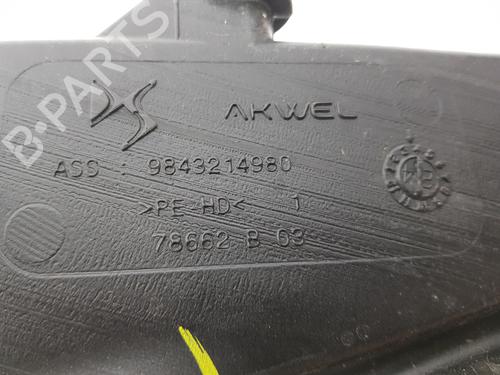 B-PARTS
AKWEL
ASS : 9843214980
>PE-HD< 1
78662 B 03